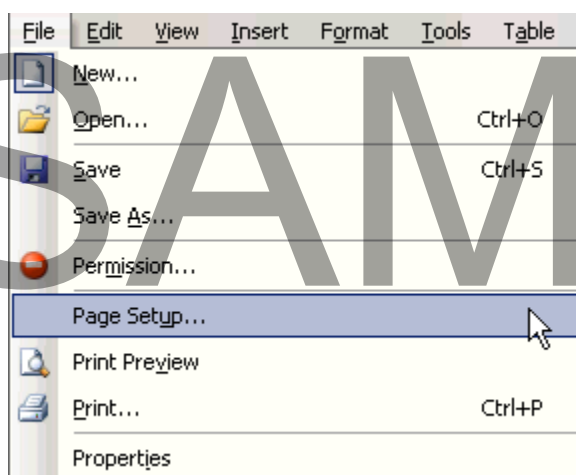 File Edit View Insert Format Tools Table
New...
Open... Ctrl+O
Save Ctrl+S
Save As...
Permission...
Page Setup...
Print Preview
Print... Ctrl+P
Properties
SAM